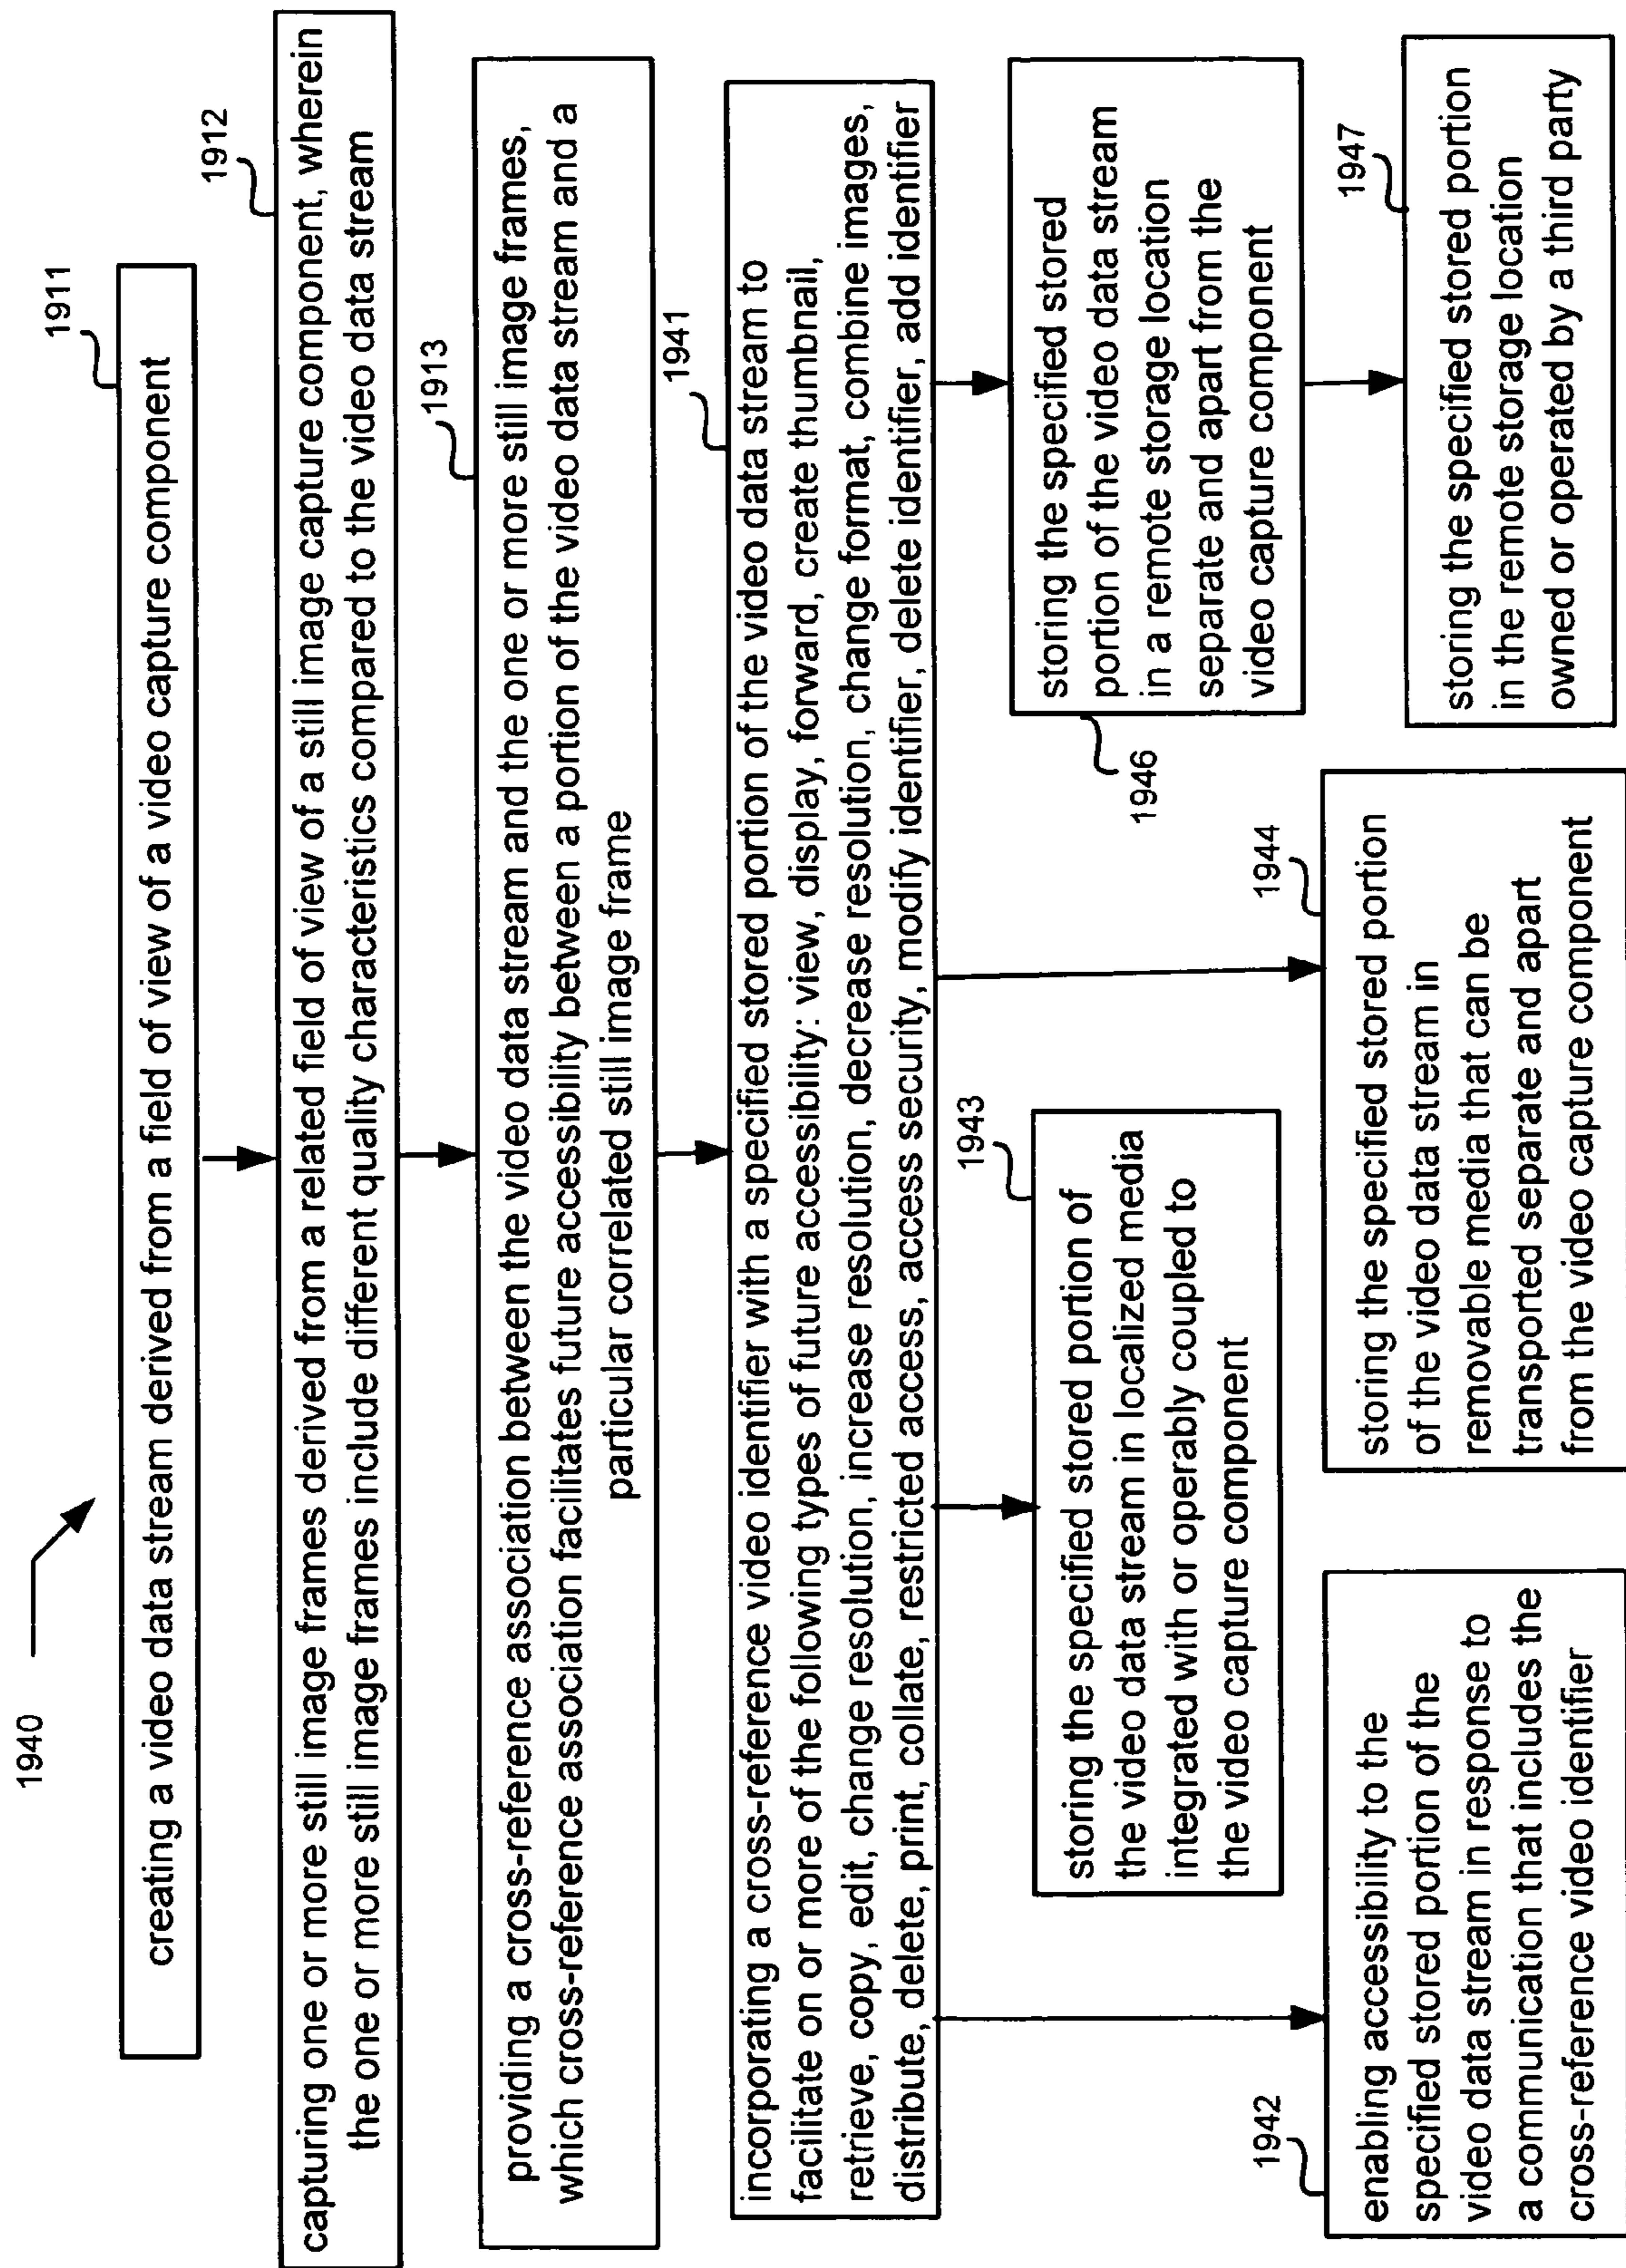 1940
1911
creating a video data stream derived from a field of view of a video capture component
1912
capturing one or more still image frames derived from a related field of view of a still image capture component, wherein
the one or more still image frames include different quality characteristics compared to the video data stream
1913
providing a cross-reference association between the video data stream and the one or more still image frames,
which cross-reference association facilitates future accessibility between a portion of the video data stream and a
particular correlated still image frame
1941
incorporating a cross-reference video identifier with a specified stored portion of the video data stream to
facilitate on or more of the following types of future accessibility: view, display, forward, create thumbnail,
retrieve, copy, edit, change resolution, increase resolution, decrease resolution, change format, combine images,
distribute, delete, print, collate, restricted access, access security, modify identifier, delete identifier, add identifier
1942
enabling accessibility to the
specified stored portion of the
video data stream in response to
a communication that includes the
cross-reference video identifier
1943
storing the specified stored portion of
the video data stream in localized media
integrated with or operably coupled to
the video capture component
1944
storing the specified stored portion
of the video data stream in
removable media that can be
transported separate and apart
from the video capture component
1946
storing the specified stored
portion of the video data stream
in a remote storage location
separate and apart from the
video capture component
1947
storing the specified stored portion
in the remote storage location
owned or operated by a third party